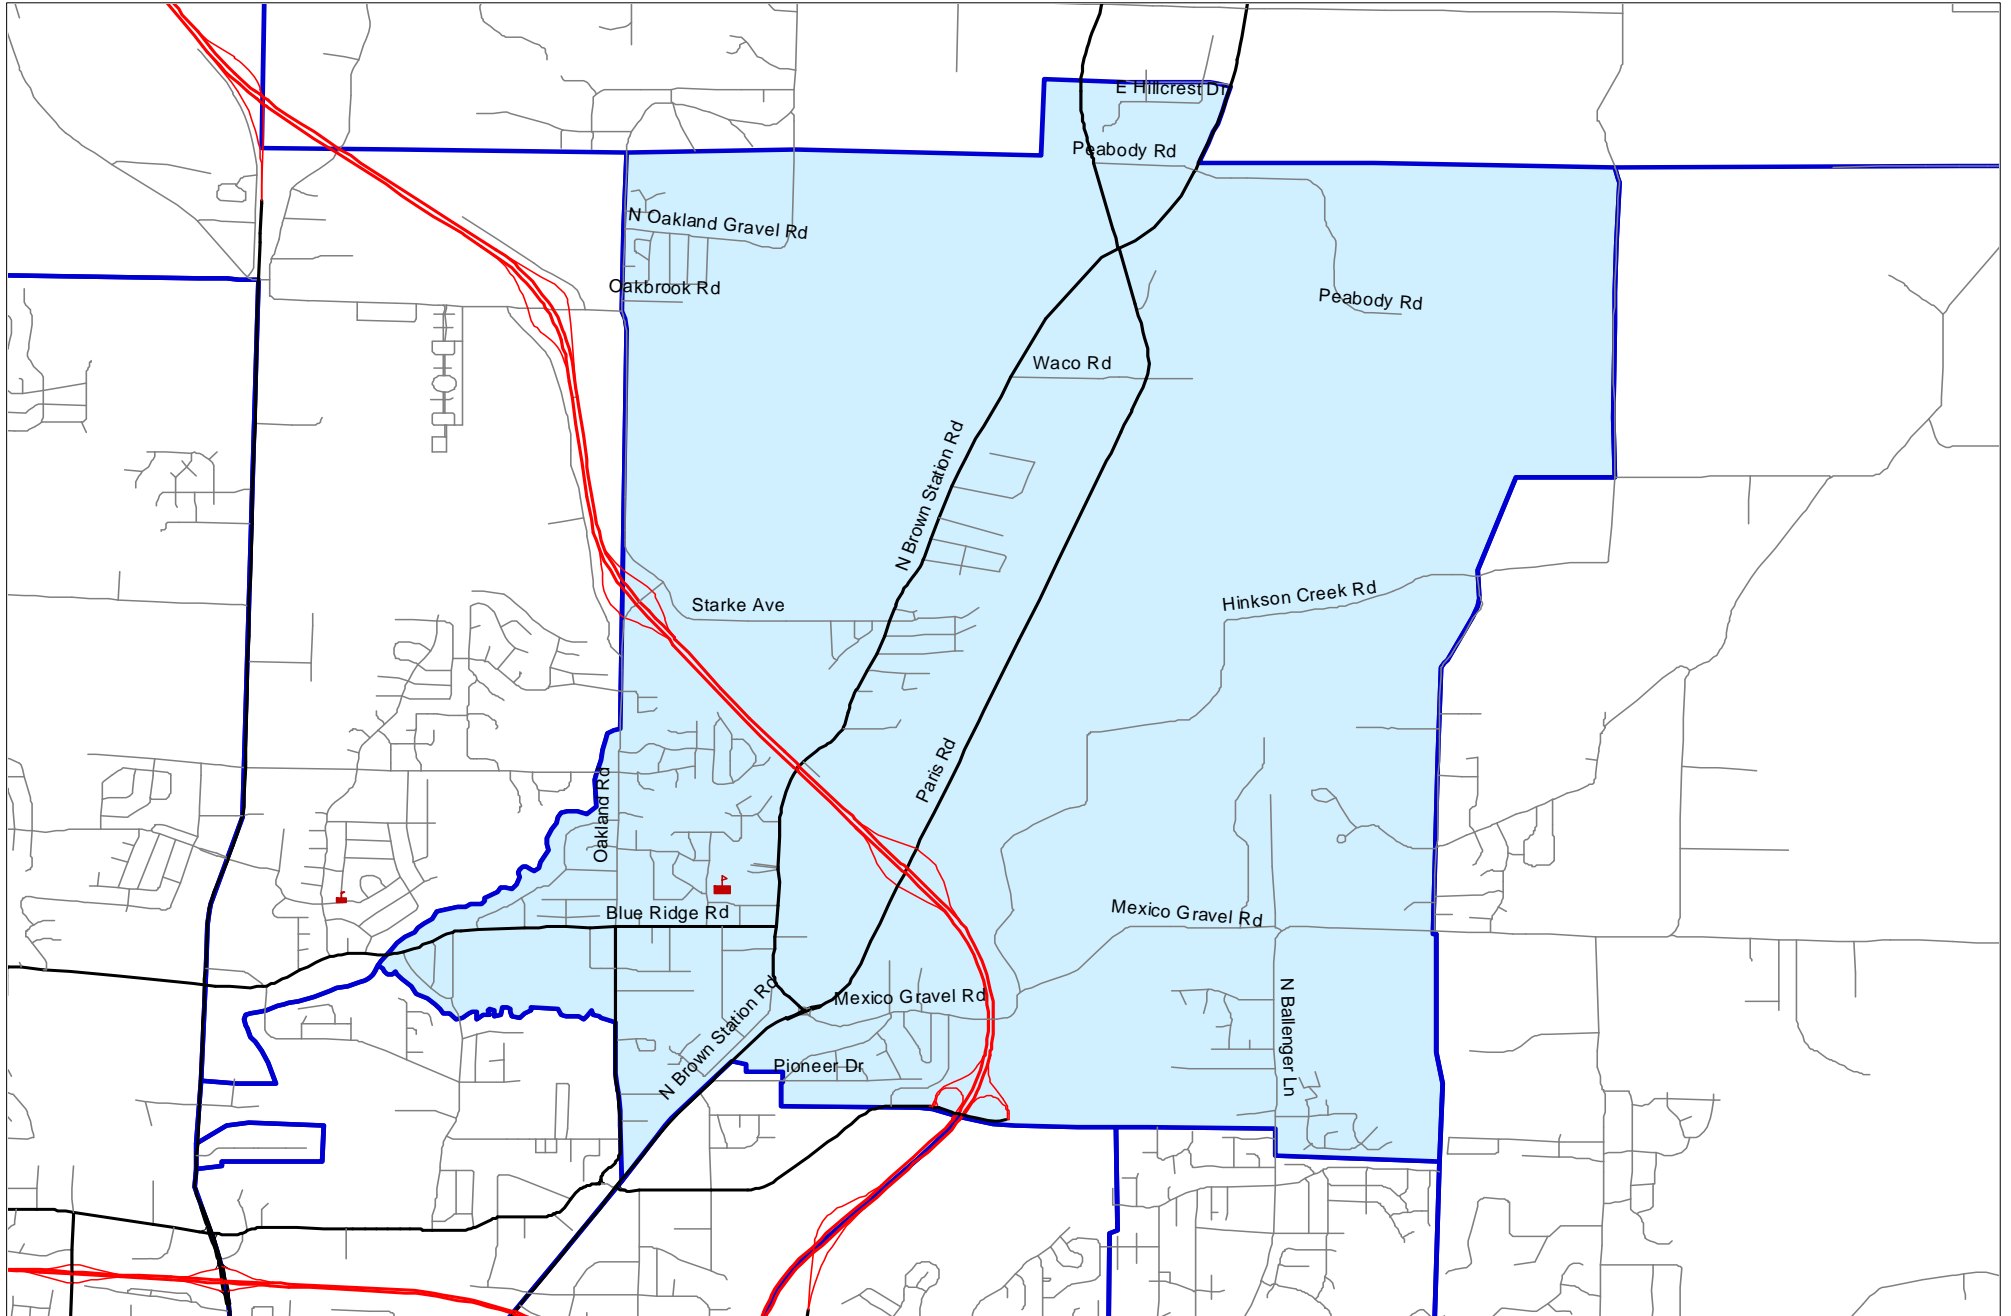 E Hillcrest Dr
Peabody Rd
N Oakland Gravel Rd
Oakbrook Rd
Peabody Rd
Waco Rd
N Brown Station Rd
Hinkson Creek Rd
Starke Ave
Paris Rd
Oakland Rd
Blue Ridge Rd
Mexico Gravel Rd
Mexico Gravel Rd
N Brown Station Rd
N Ballenger Ln
Pioneer Dr